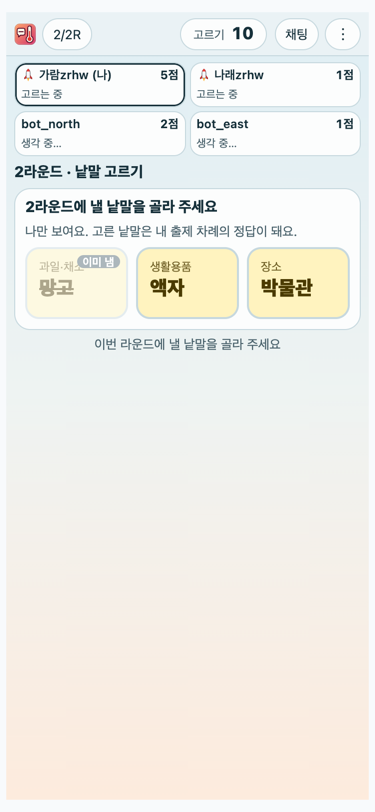 2/2R
고르기 10
채팅
가람zrhw (나) 5점
고르는 중
나래zrhw 1점
고르는 중
bot_north 2점
생각 중...
bot_east 1점
생각 중...
2라운드 · 낱말 고르기
2라운드에 낼 낱말을 골라 주세요
나만 보여요. 고른 낱말은 내 출제 차례의 정답이 돼요.
과일·채소 이미 냄
망고
생활용품
액자
장소
박물관
이번 라운드에 낼 낱말을 골라 주세요